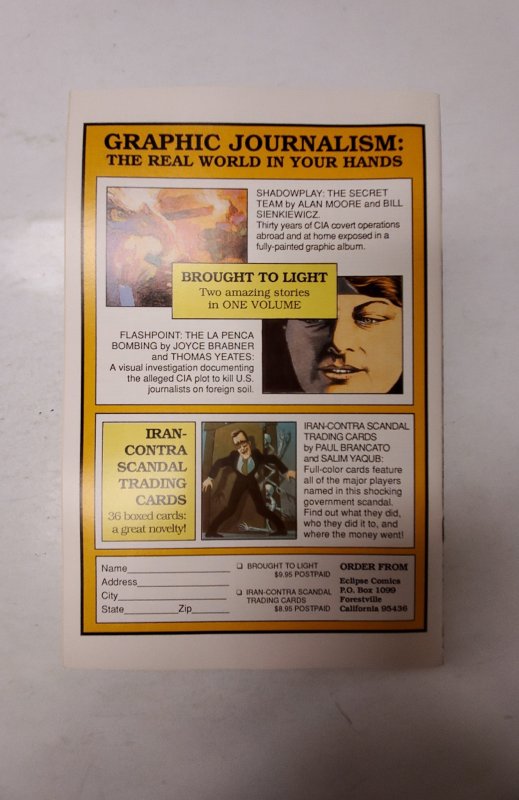 GRAPHIC JOURNALISM:
THE REAL WORLD IN YOUR HANDS
SHADOWPLAY: THE SECRET
TEAM by ALAN MOORE and BILL
SIENKIEWICZ.
Thirty years of CIA covert operations
abroad and at home exposed in a
fully-painted graphic album.
BROUGHT TO LIGHT
Two amazing stories
in ONE VOLUME
FLASHPOINT: THE LA PENCA
BOMBING by JOYCE BRABNER
and THOMAS YEATES:
A visual investigation documenting
the alleged CIA plot to kill U.S.
journalists on foreign soil.
IRAN-
CONTRA
SCANDAL
TRADING
CARDS
36 boxed cards:
a great novelty!
IRAN-CONTRA SCANDAL
TRADING CARDS
by PAUL BRANCATO
and SALIM YAQUB:
Full-color cards feature
all of the major players
named in this shocking
government scandal.
Find out what they did,
who they did it to, and
where the money went!
Name
Address
City
State Zip
BROUGHT TO LIGHT
$9.95 POSTPAID
IRAN-CONTRA SCANDAL
TRADING CARDS
$8.95 POSTPAID
ORDER FROM
Eclipse Comics
P.O. Box 1099
Forestville
California 95436